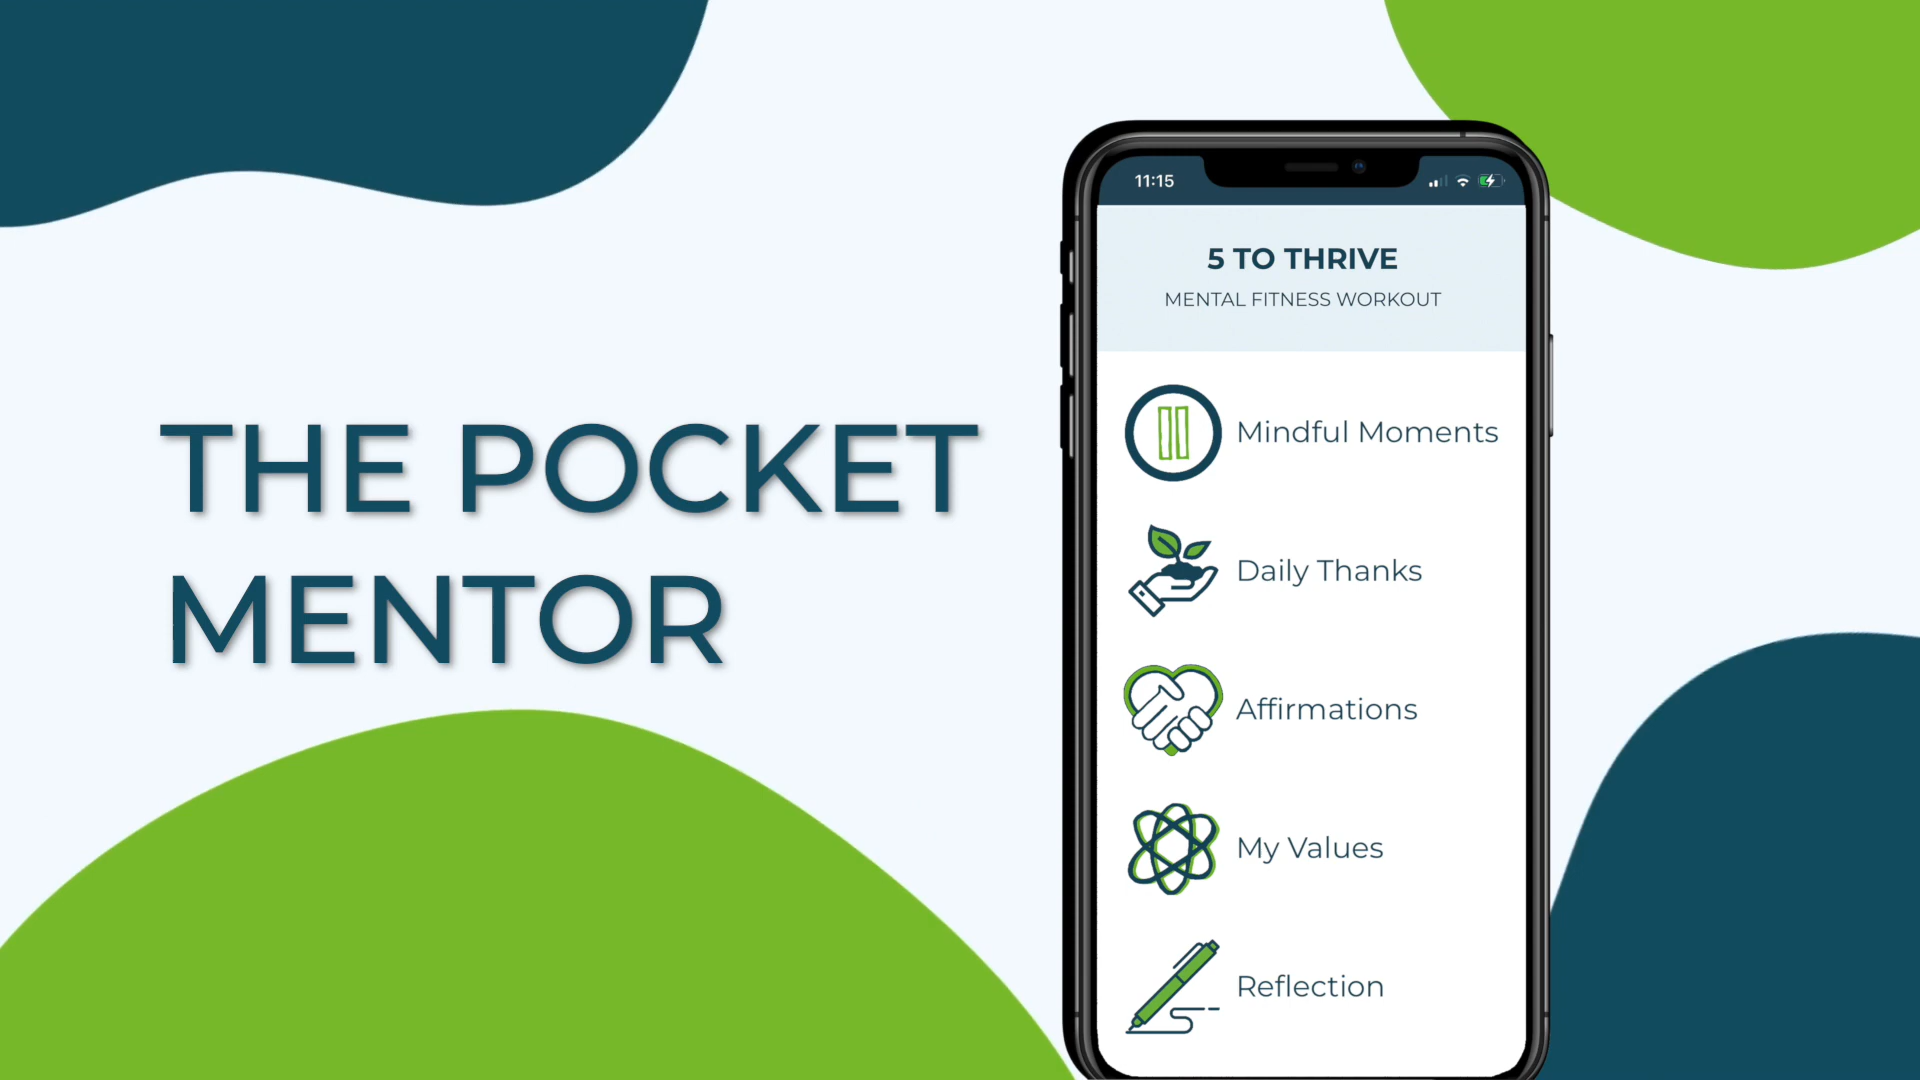 THE POCKET
MENTOR
11:15
5 TO THRIVE
MENTAL FITNESS WORKOUT
Mindful Moments
Daily Thanks
Affirmations
My Values
Reflection